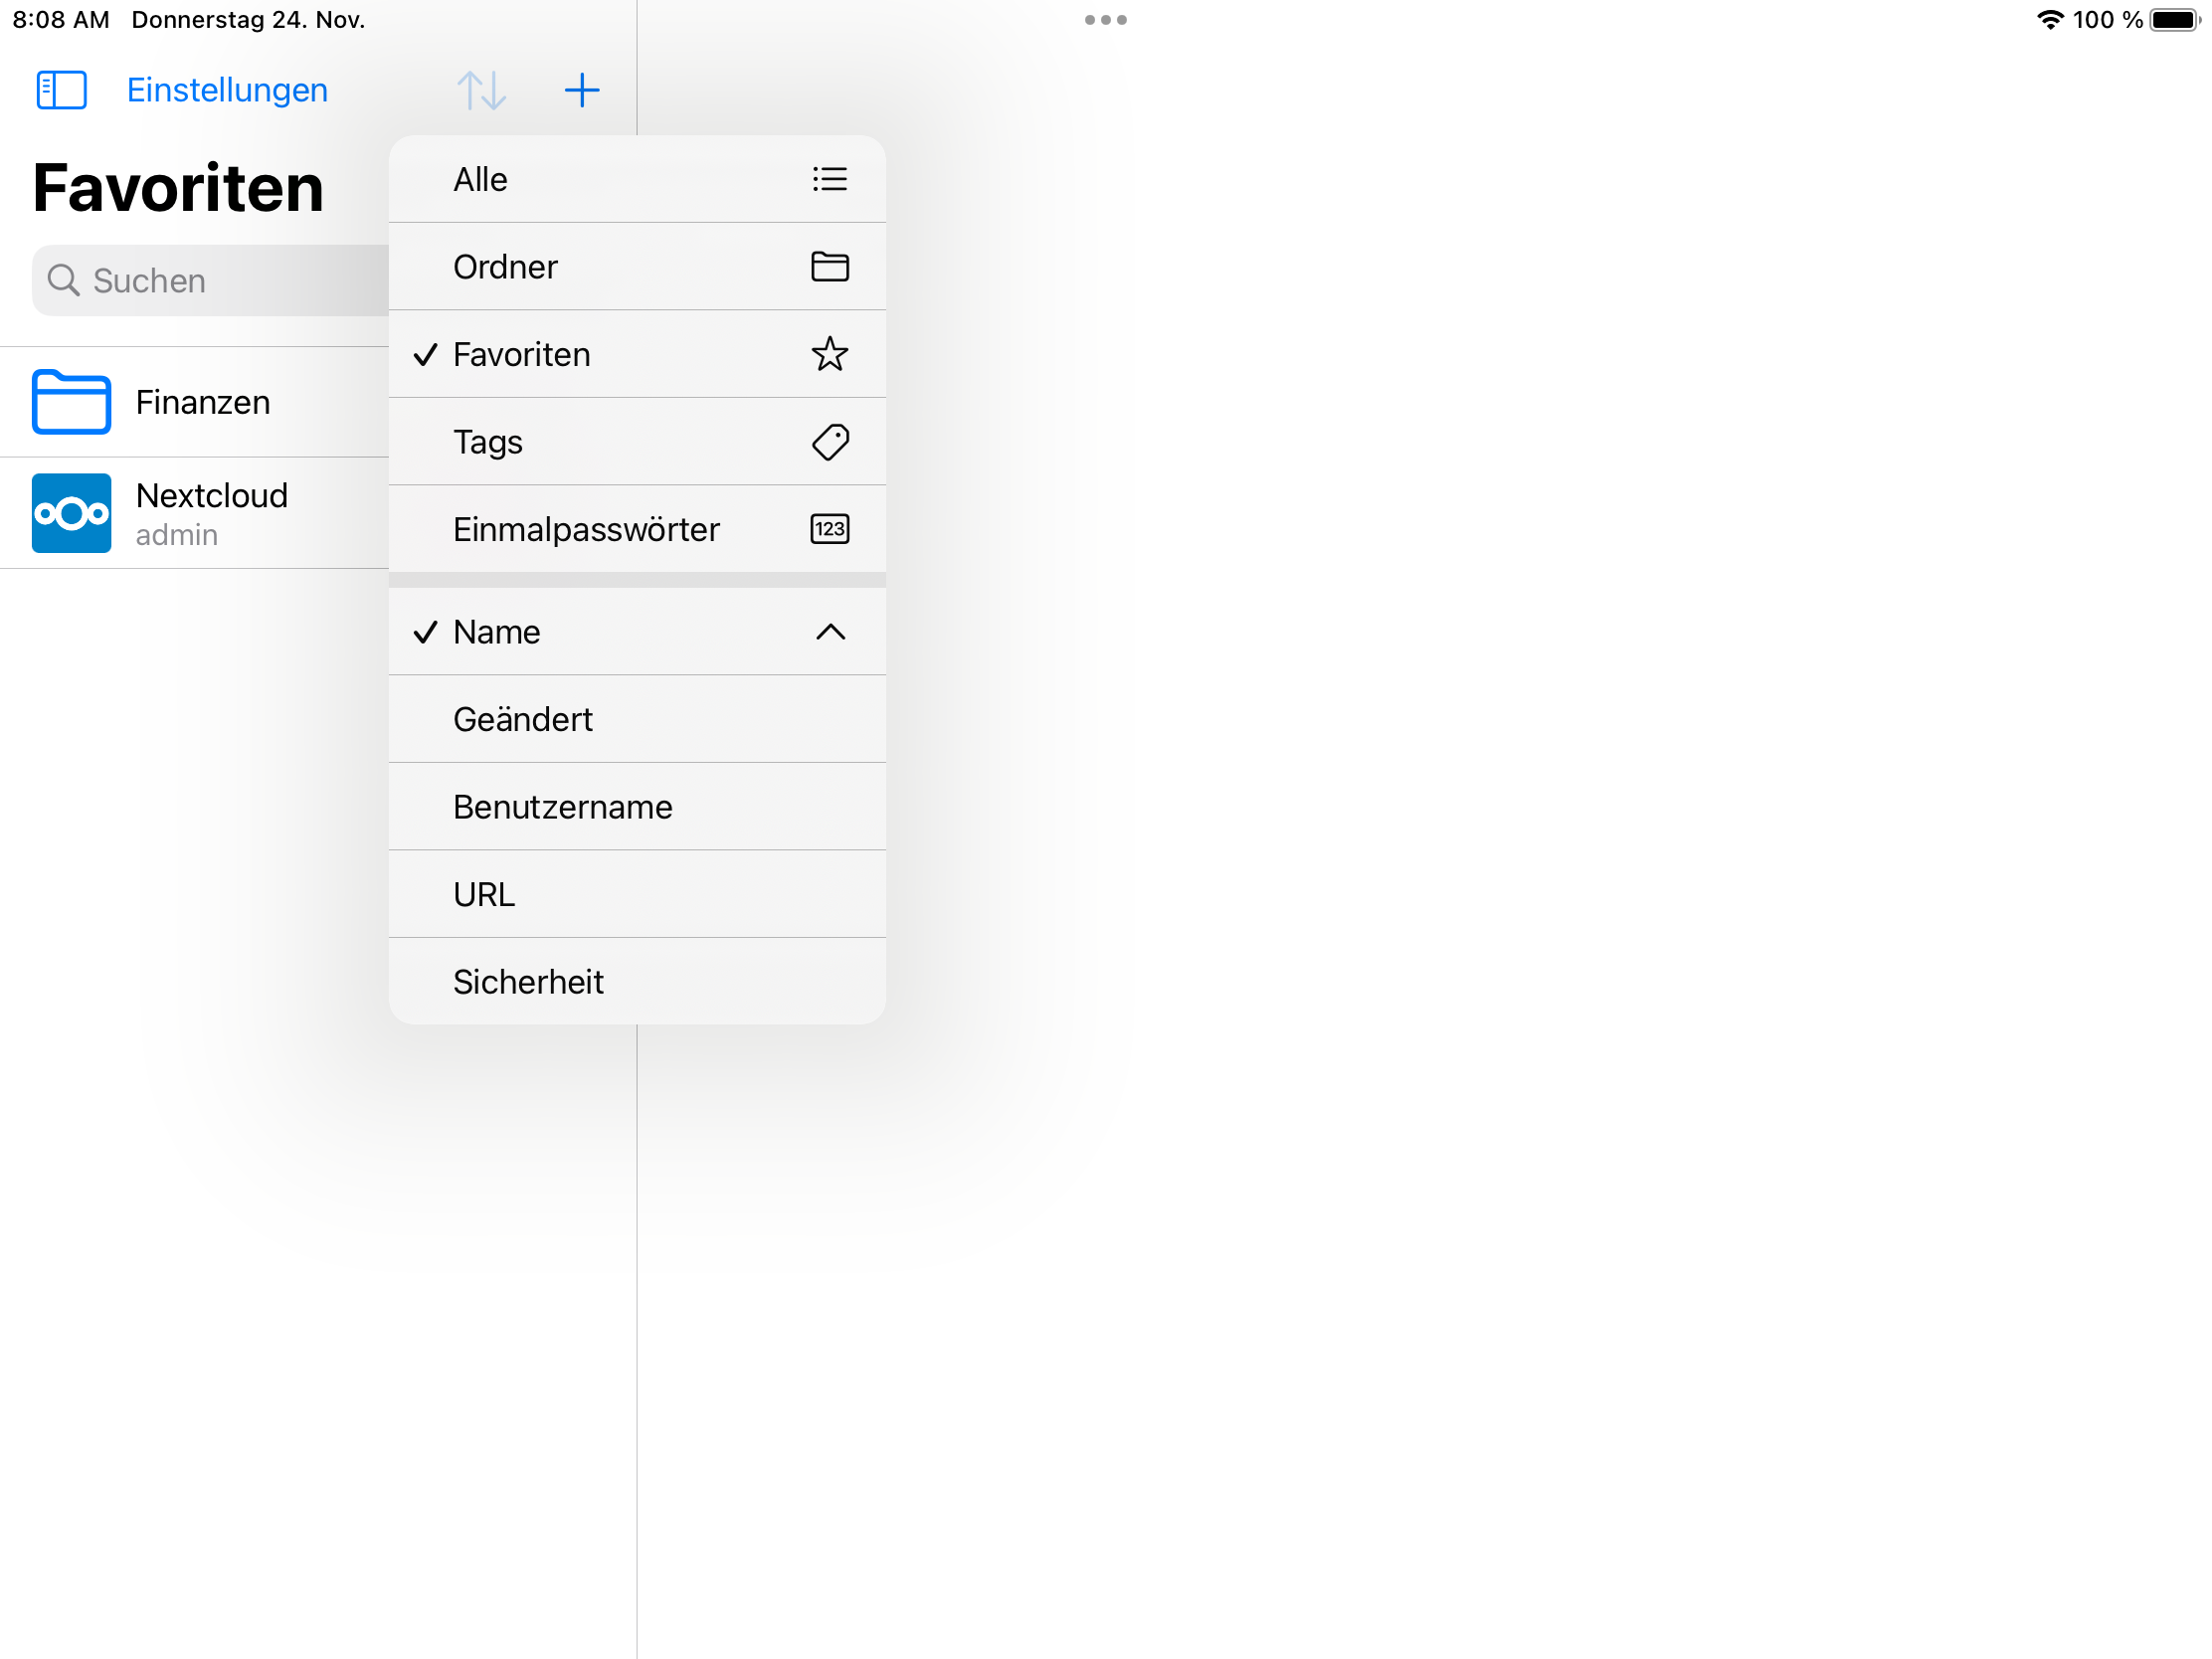 8:08 AM Donnerstag 24. Nov.
100 %
Einstellungen
Favoriten
Suchen
Finanzen
Nextcloud
admin
Alle
Ordner
Favoriten
Tags
Einmalpasswörter
123
Name
Geändert
Benutzername
URL
Sicherheit